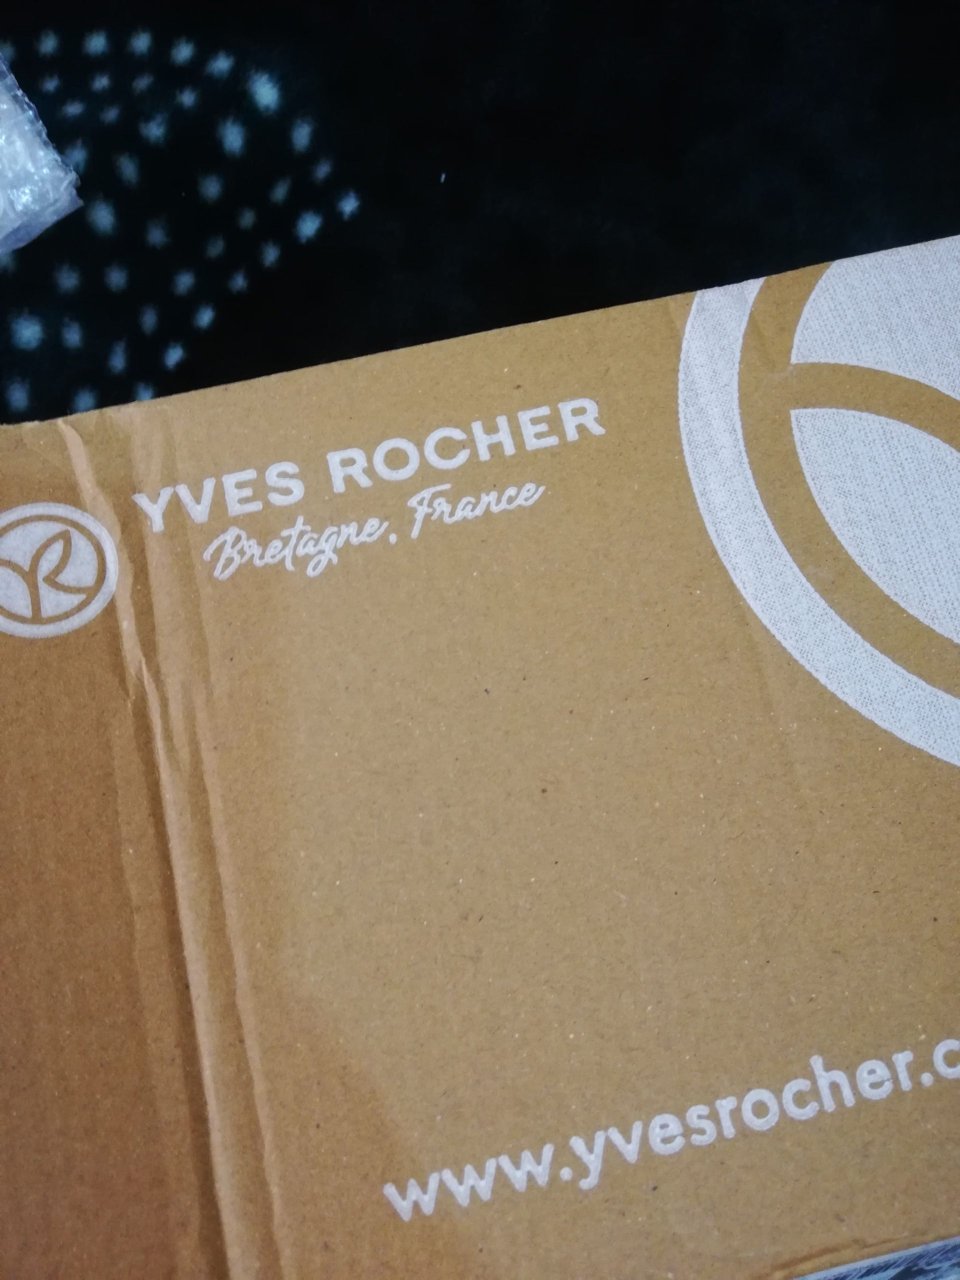 YVES ROCHER
Bretagne, France
www.yvesrocher.c